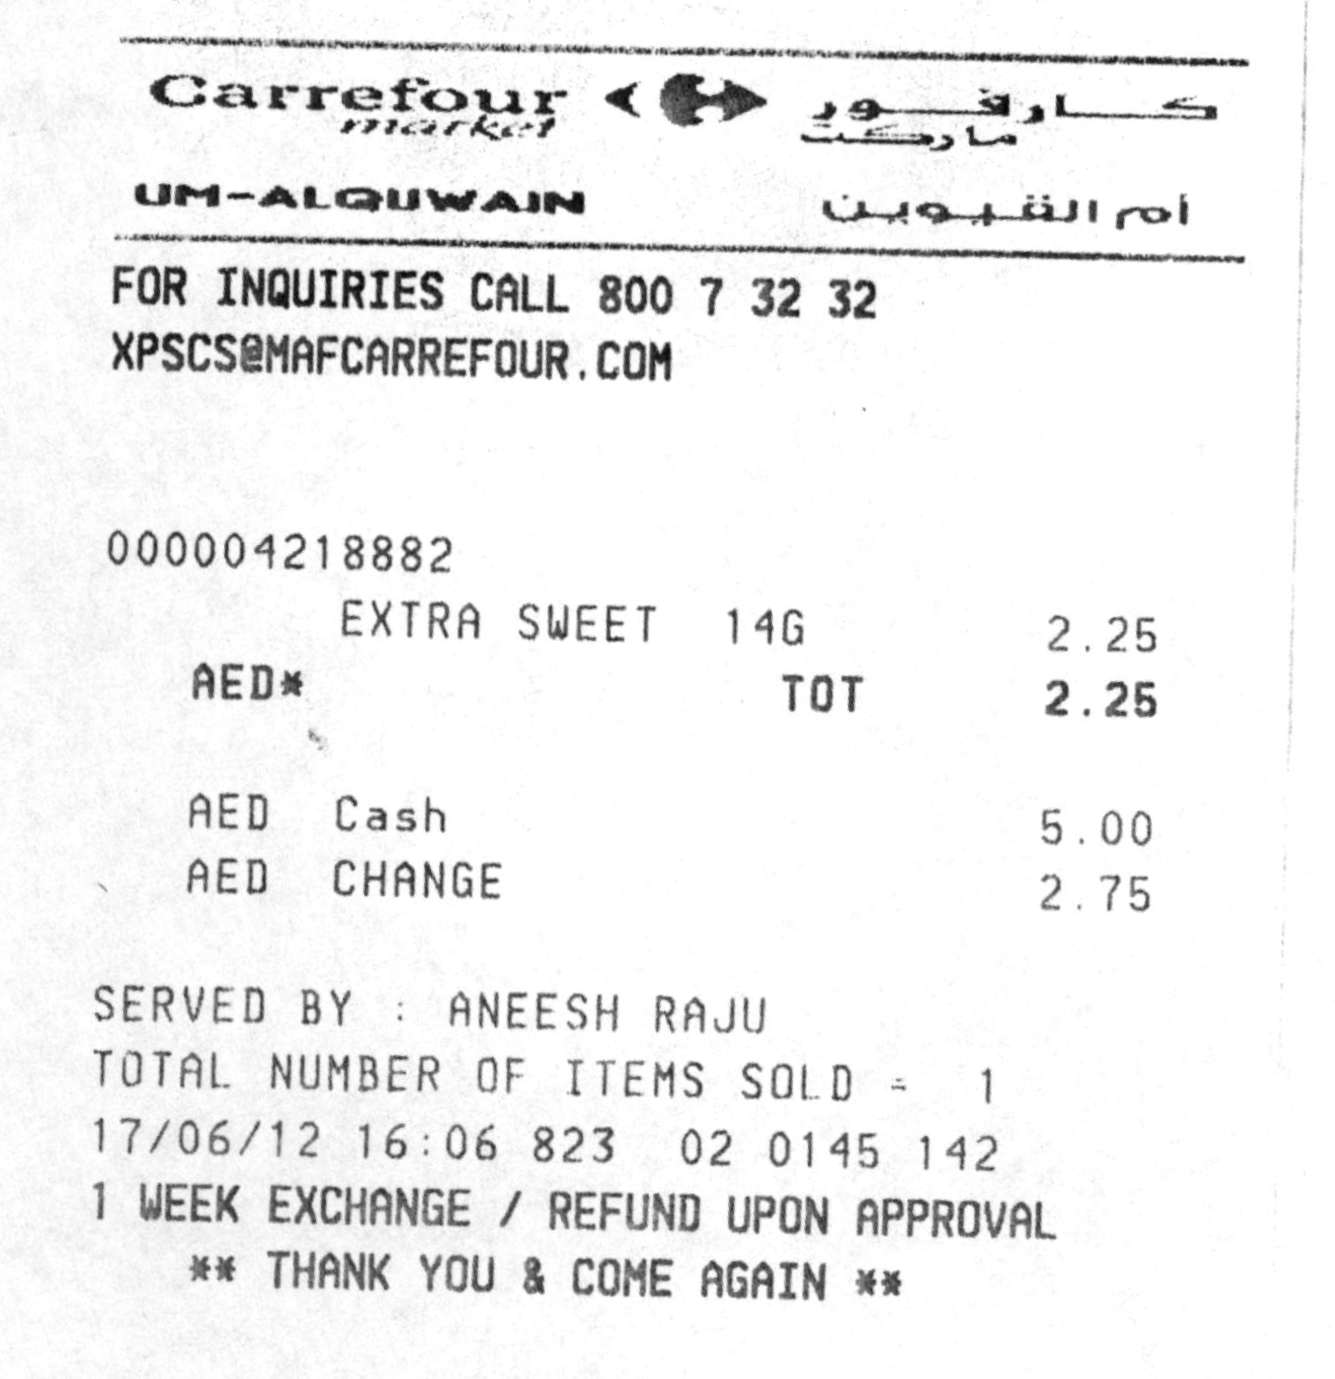 Carrefour market كارفور ماركت
UM-ALQUWAIN أم القيوين
FOR INQUIRIES CALL 800 7 32 32
XPSCS@MAFCARREFOUR.COM
000004218882
EXTRA SWEET 14G 2.25
AED* TOT 2.25
AED Cash 5.00
AED CHANGE 2.75
SERVED BY : ANEESH RAJU
TOTAL NUMBER OF ITEMS SOLD = 1
17/06/12 16:06 823 02 0145 142
1 WEEK EXCHANGE / REFUND UPON APPROVAL
** THANK YOU & COME AGAIN **